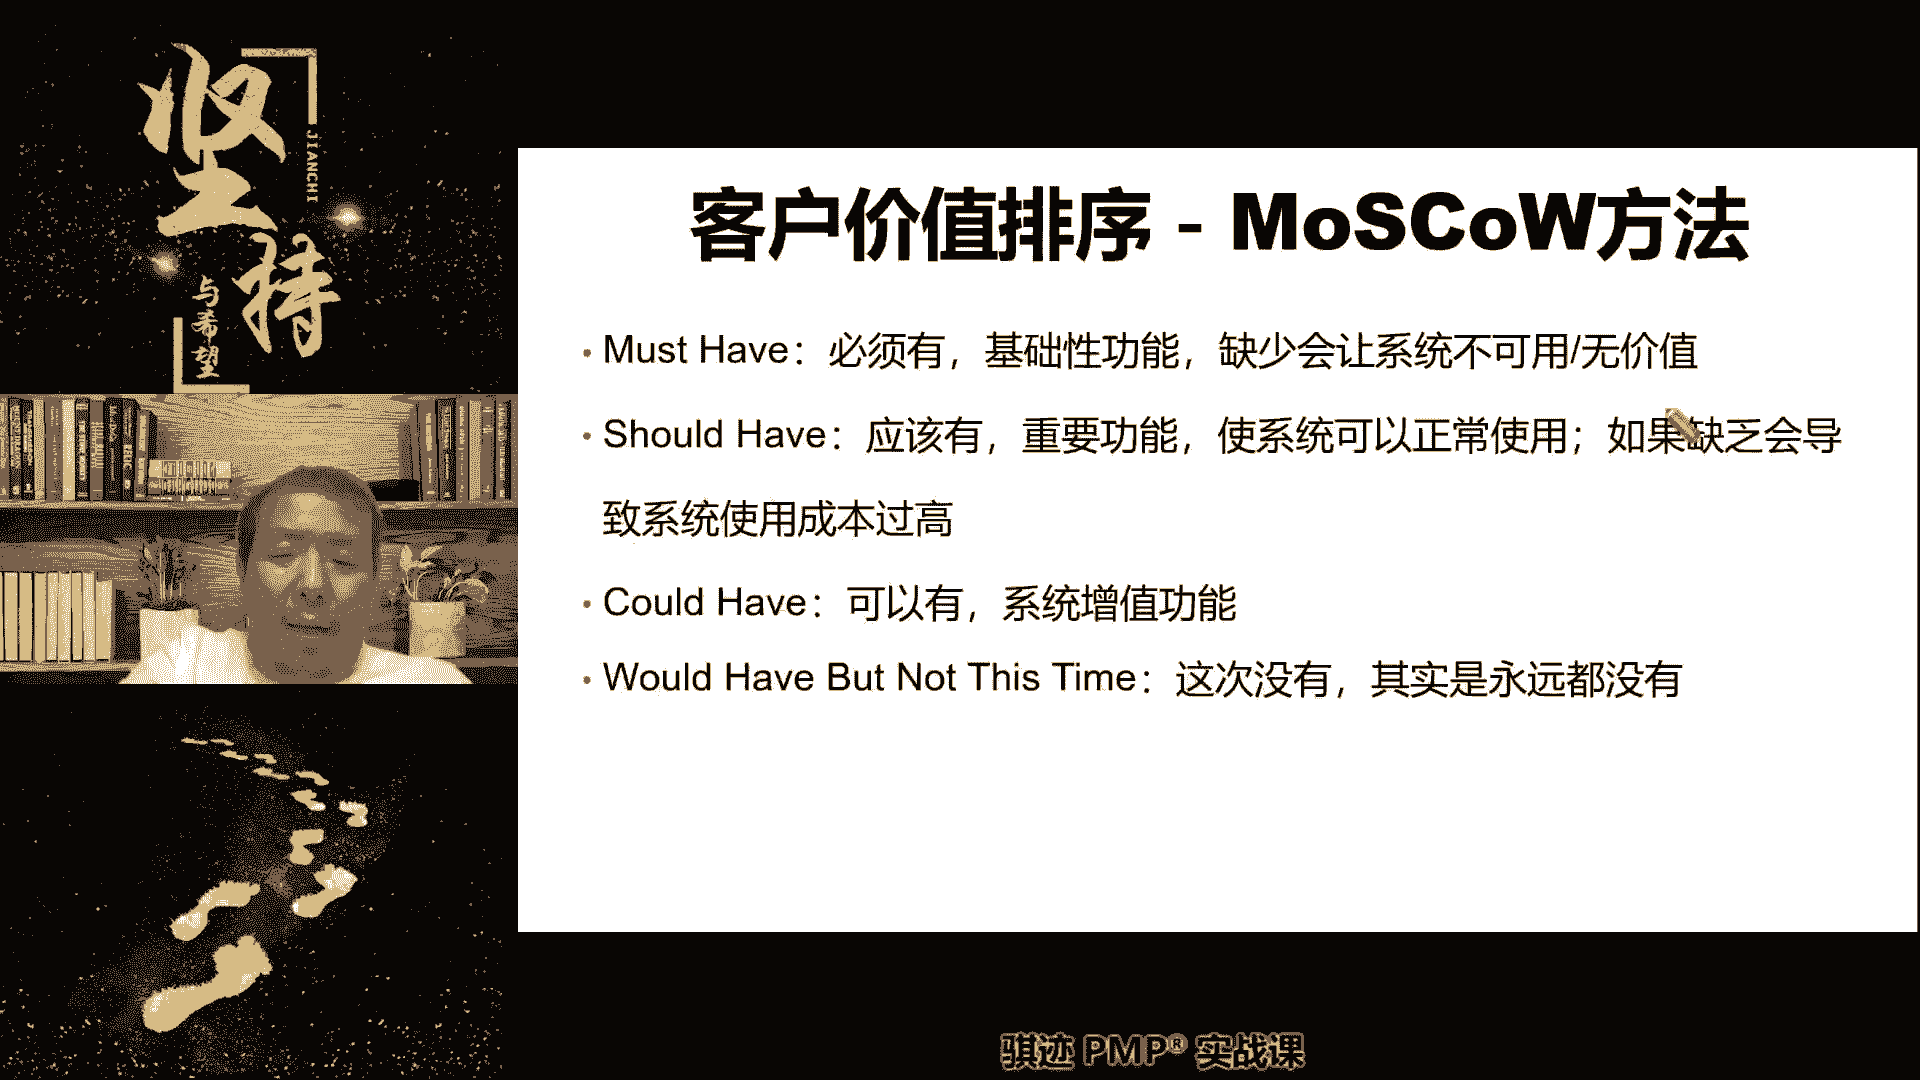 坚持
JIANCHI
与希望
客户价值排序 - MoSCoW方法
• Must Have：必须有，基础性功能，缺少会让系统不可用/无价值
• Should Have：应该有，重要功能，使系统可以正常使用；如果缺乏会导
致系统使用成本过高
• Could Have：可以有，系统增值功能
• Would Have But Not This Time：这次没有，其实是永远都没有
骐迹 PMP® 实战课